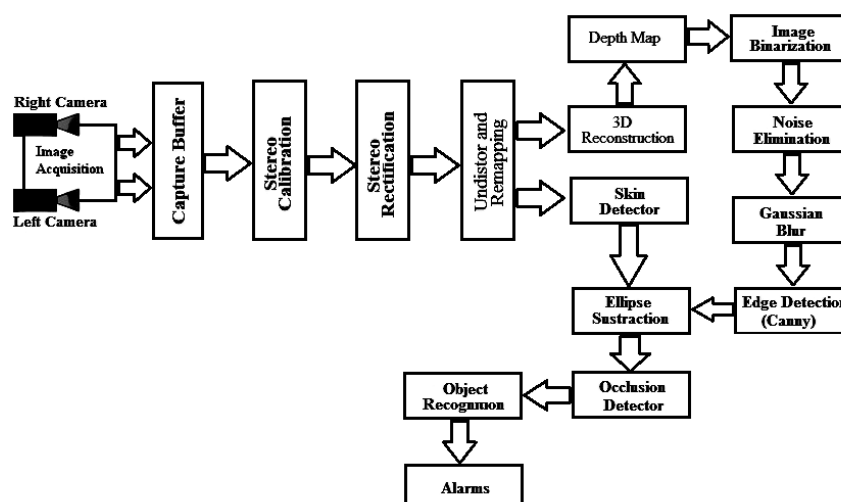 Right Camera
Image
Acquisition
Left Camera
Capture Buffer
Stereo
Calibration
Stereo
Rectification
Undistor and
Remapping
3D
Reconstruction
Depth Map
Image
Binarization
Noise
Elimination
Gaussian
Blur
Edge Detection
(Canny)
Skin
Detector
Ellipse
Sustraction
Occlusion
Detector
Object
Recognition
Alarms